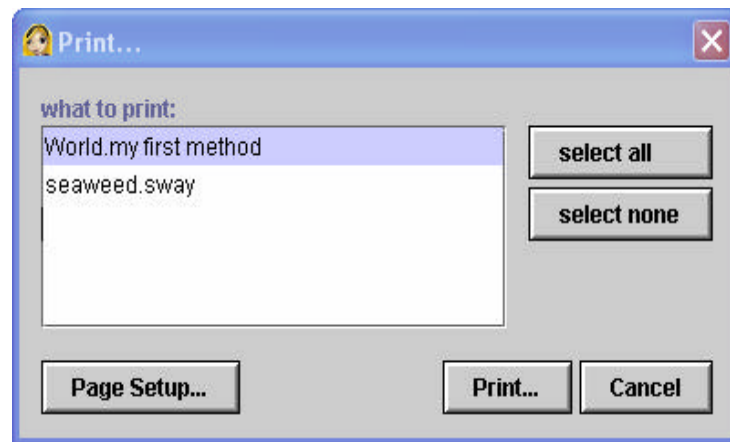 Print...
what to print:
World.my first method
seaweed.sway
select all
select none
Page Setup...
Print...
Cancel